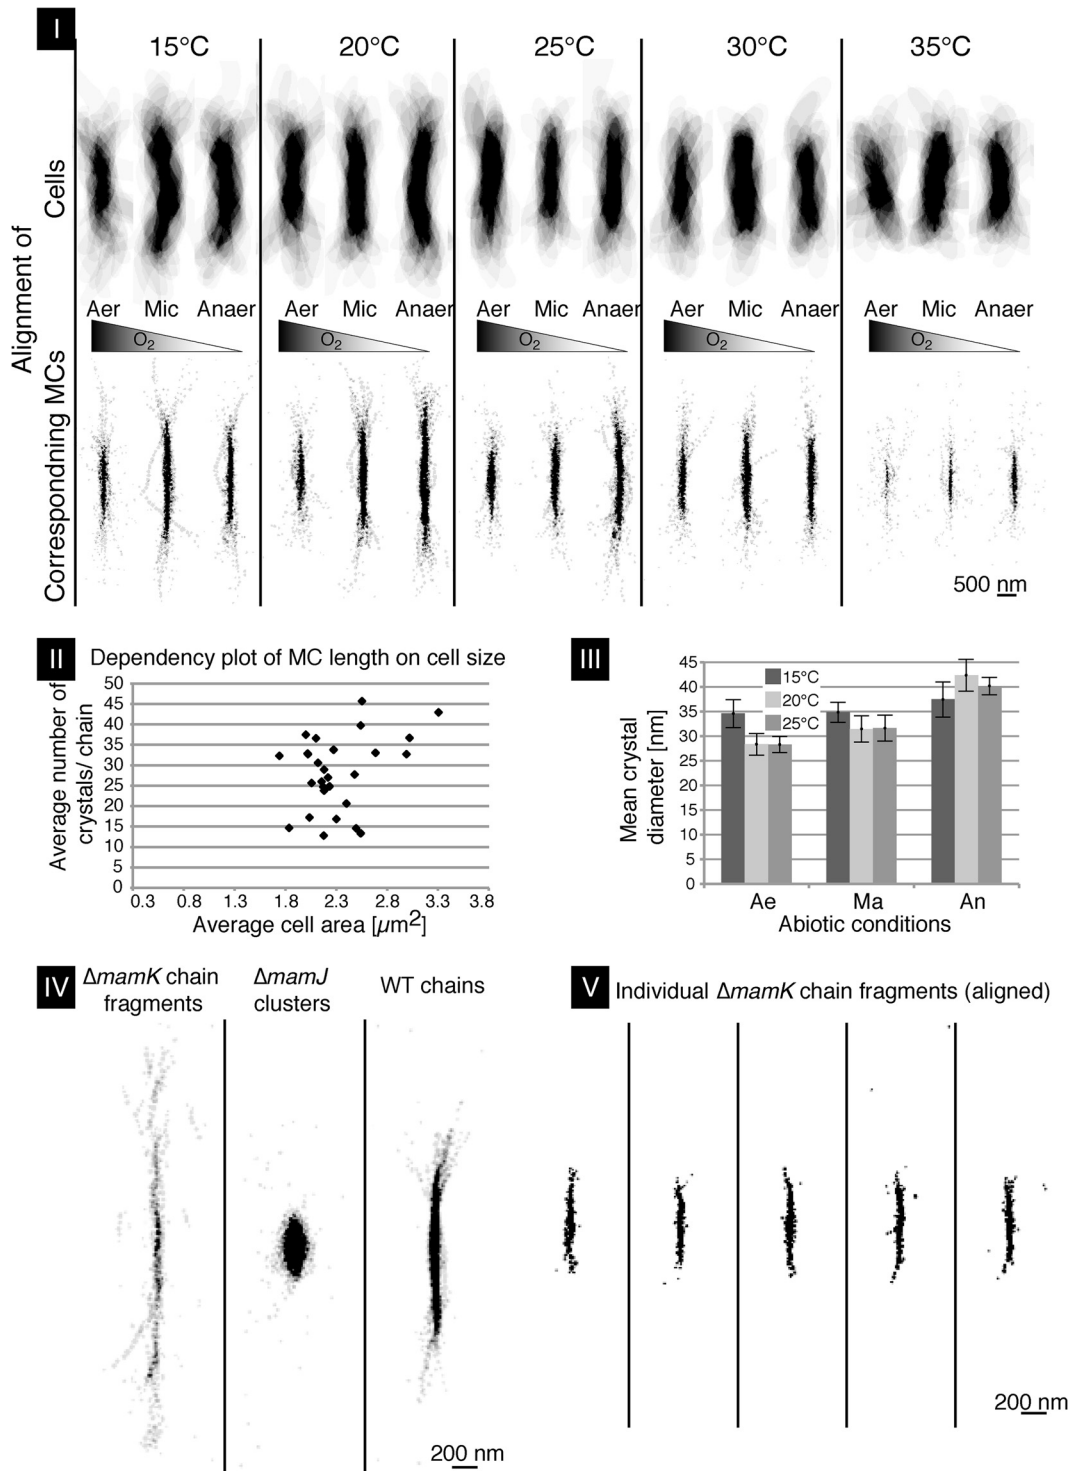 I
15°C 20°C 25°C 30°C 35°C
Alignment of
Cells
Aer Mic Anaer Aer Mic Anaer Aer Mic Anaer Aer Mic Anaer Aer Mic Anaer
O2 O2 O2 O2 O2
Correspondning MCs
500 nm
II Dependency plot of MC length on cell size
Average number of
crystals/ chain
50
45
40
35
30
25
20
15
10
5
0
0.3 0.8 1.3 1.8 2.3 2.8 3.3 3.8
Average cell area [µm2]
III
Mean crystal
diameter [nm]
45
40
35
30
25
20
15
10
5
0
15°C
20°C
25°C
Ae Ma An
Abiotic conditions
IV
ΔmamK chain
fragments
ΔmamJ
clusters
WT chains
200 nm
V Individual ΔmamK chain fragments (aligned)
200 nm